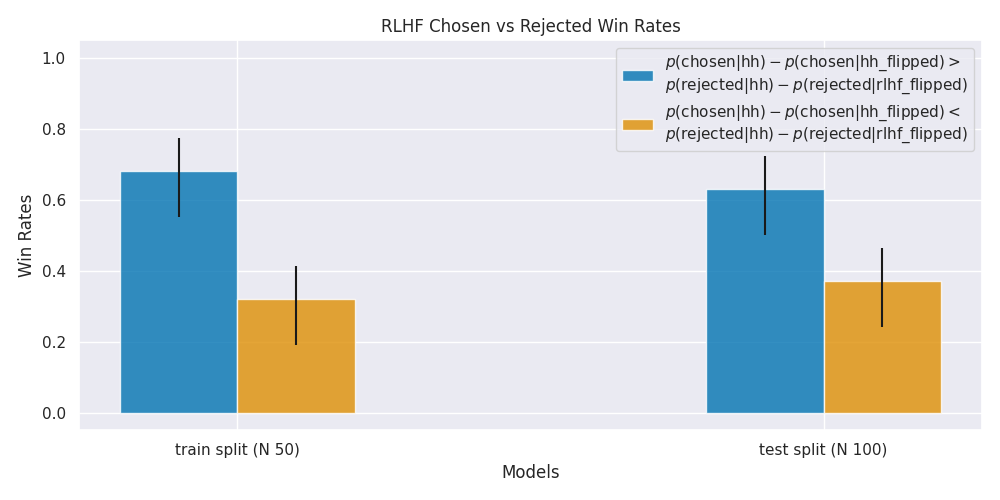 RLHF Chosen vs Rejected Win Rates
p(chosen|hh) − p(chosen|hh_flipped) >
p(rejected|hh) − p(rejected|rlhf_flipped)
p(chosen|hh) − p(chosen|hh_flipped) <
p(rejected|hh) − p(rejected|rlhf_flipped)
Win Rates
1.0
0.8
0.6
0.4
0.2
0.0
train split (N 50)
test split (N 100)
Models